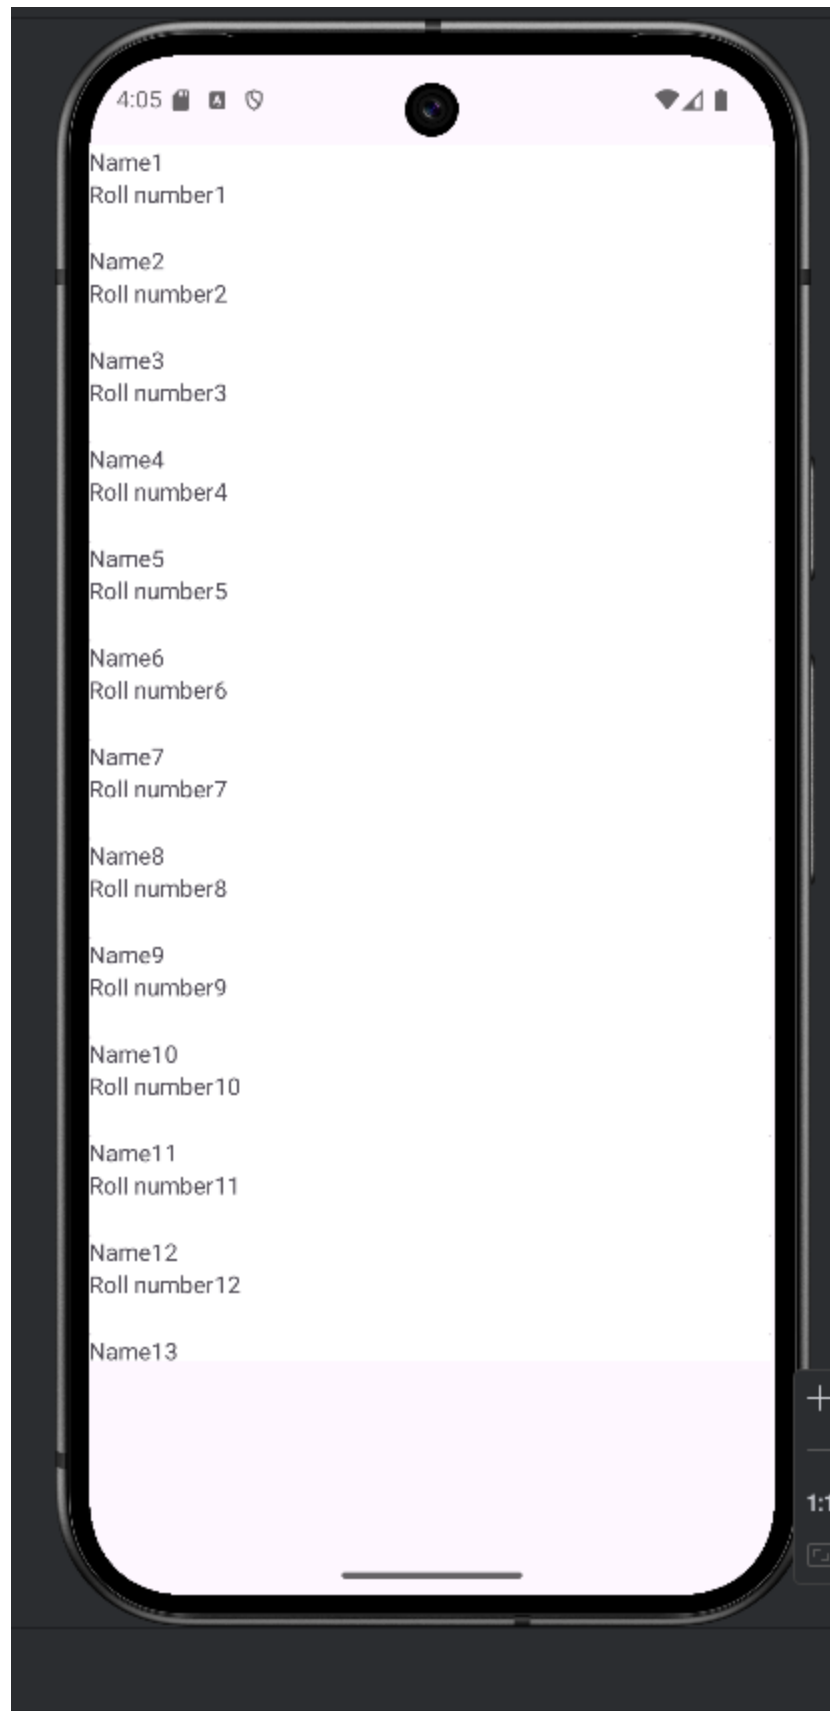 4:05
Name1
Roll number1
Name2
Roll number2
Name3
Roll number3
Name4
Roll number4
Name5
Roll number5
Name6
Roll number6
Name7
Roll number7
Name8
Roll number8
Name9
Roll number9
Name10
Roll number10
Name11
Roll number11
Name12
Roll number12
Name13